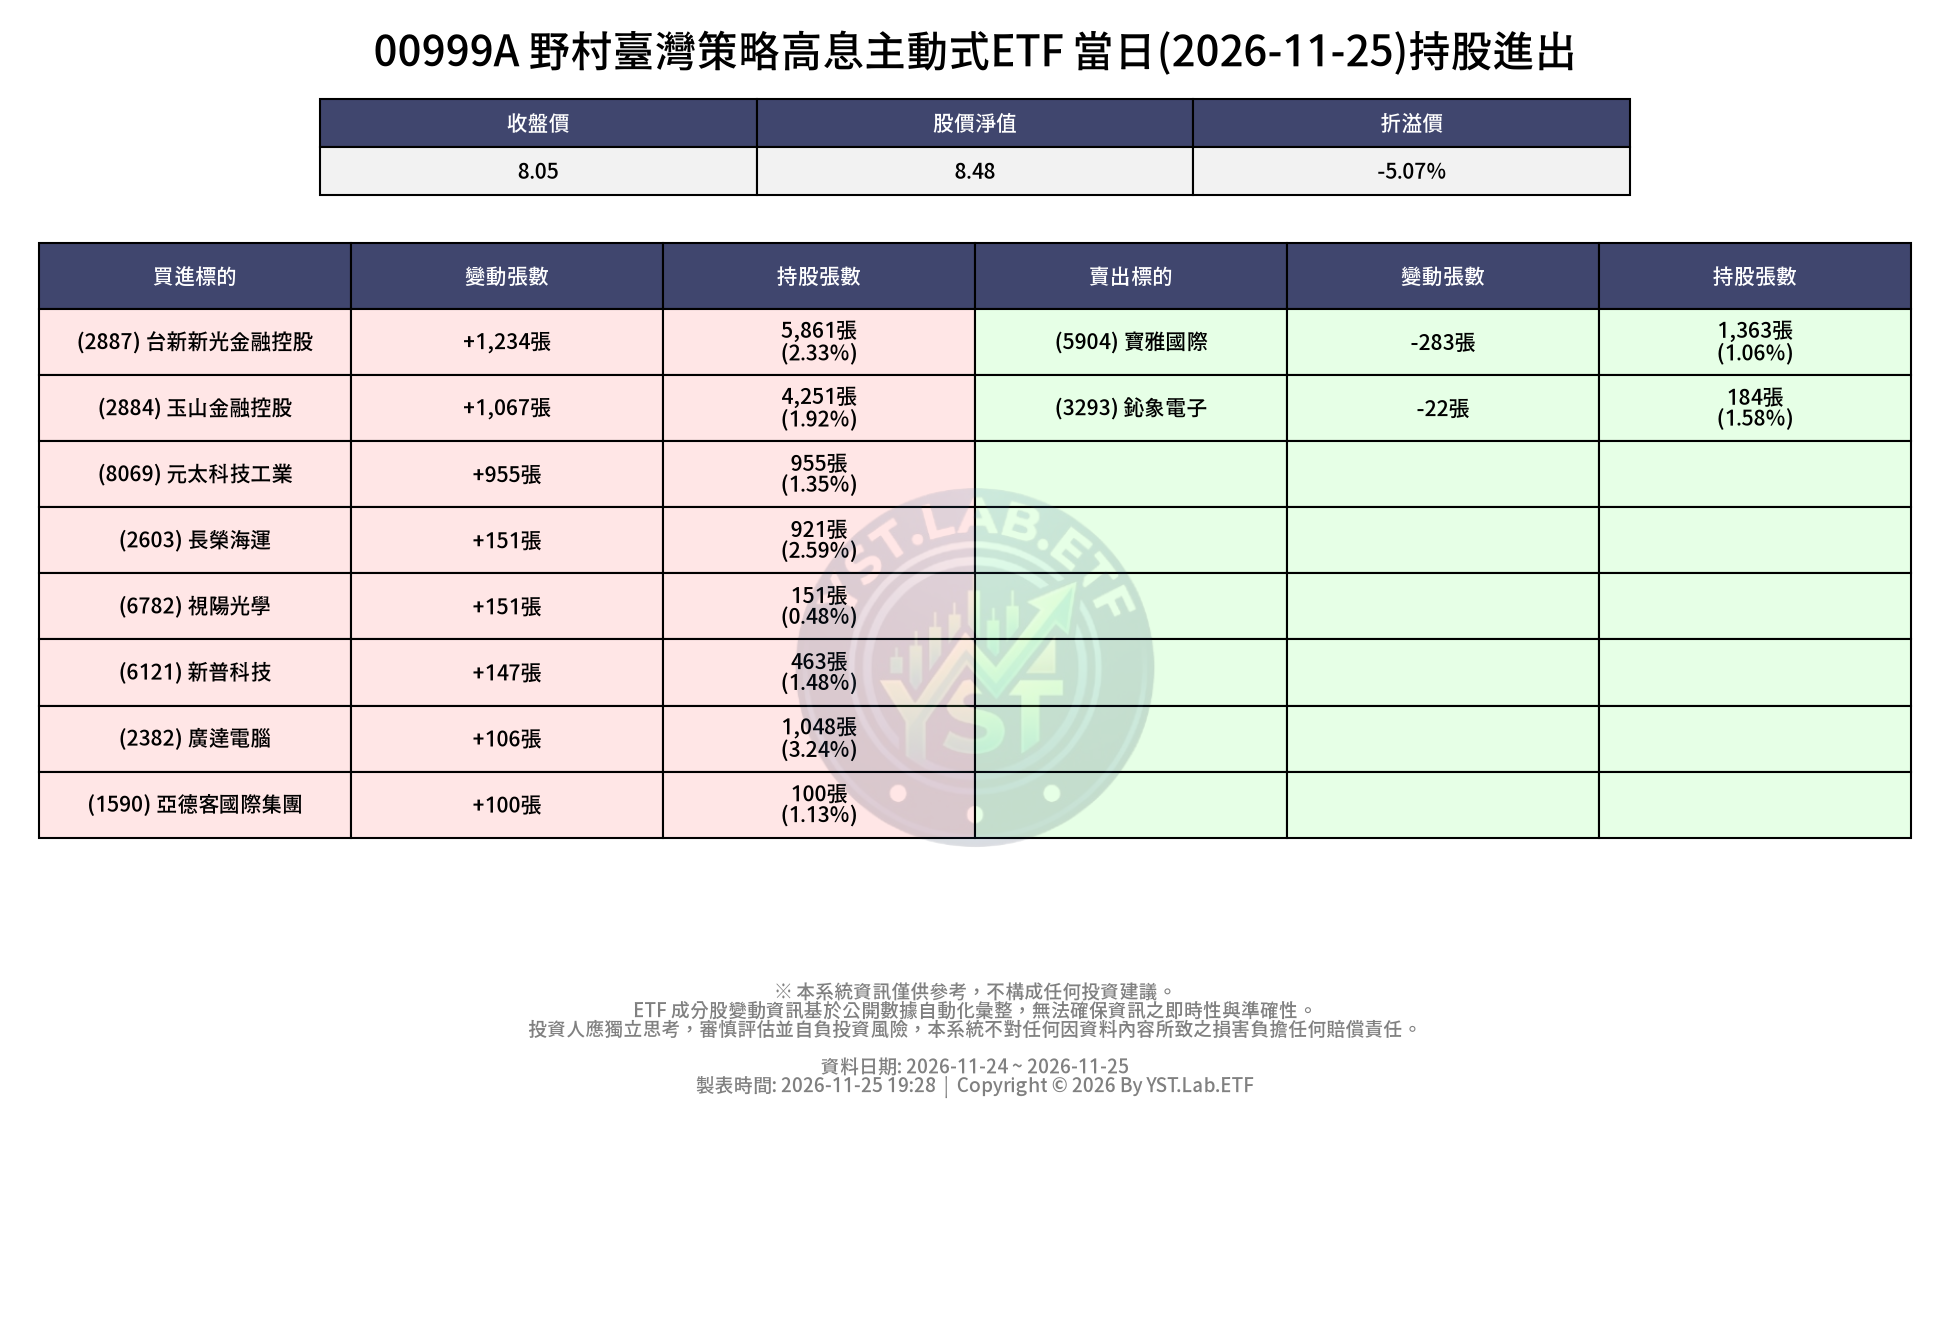 00999A 野村臺灣策略高息主動式ETF 當日(2026-11-25)持股進出
收盤價 股價淨值 折溢價
8.05 8.48 -5.07%
買進標的 變動張數 持股張數 賣出標的 變動張數 持股張數
(2887) 台新新光金融控股 +1,234張 5,861張 (2.33%) (5904) 寶雅國際 -283張 1,363張 (1.06%)
(2884) 玉山金融控股 +1,067張 4,251張 (1.92%) (3293) 鈊象電子 -22張 184張 (1.58%)
(8069) 元太科技工業 +955張 955張 (1.35%)
(2603) 長榮海運 +151張 921張 (2.59%)
(6782) 視陽光學 +151張 151張 (0.48%)
(6121) 新普科技 +147張 463張 (1.48%)
(2382) 廣達電腦 +106張 1,048張 (3.24%)
(1590) 亞德客國際集團 +100張 100張 (1.13%)
YST.LAB.ETF
YST
※ 本系統資訊僅供參考，不構成任何投資建議。
ETF 成分股變動資訊基於公開數據自動化彙整，無法確保資訊之即時性與準確性。
投資人應獨立思考，審慎評估並自負投資風險，本系統不對任何因資料內容所致之損害負擔任何賠償責任。
資料日期: 2026-11-24 ~ 2026-11-25
製表時間: 2026-11-25 19:28 │ Copyright © 2026 By YST.Lab.ETF